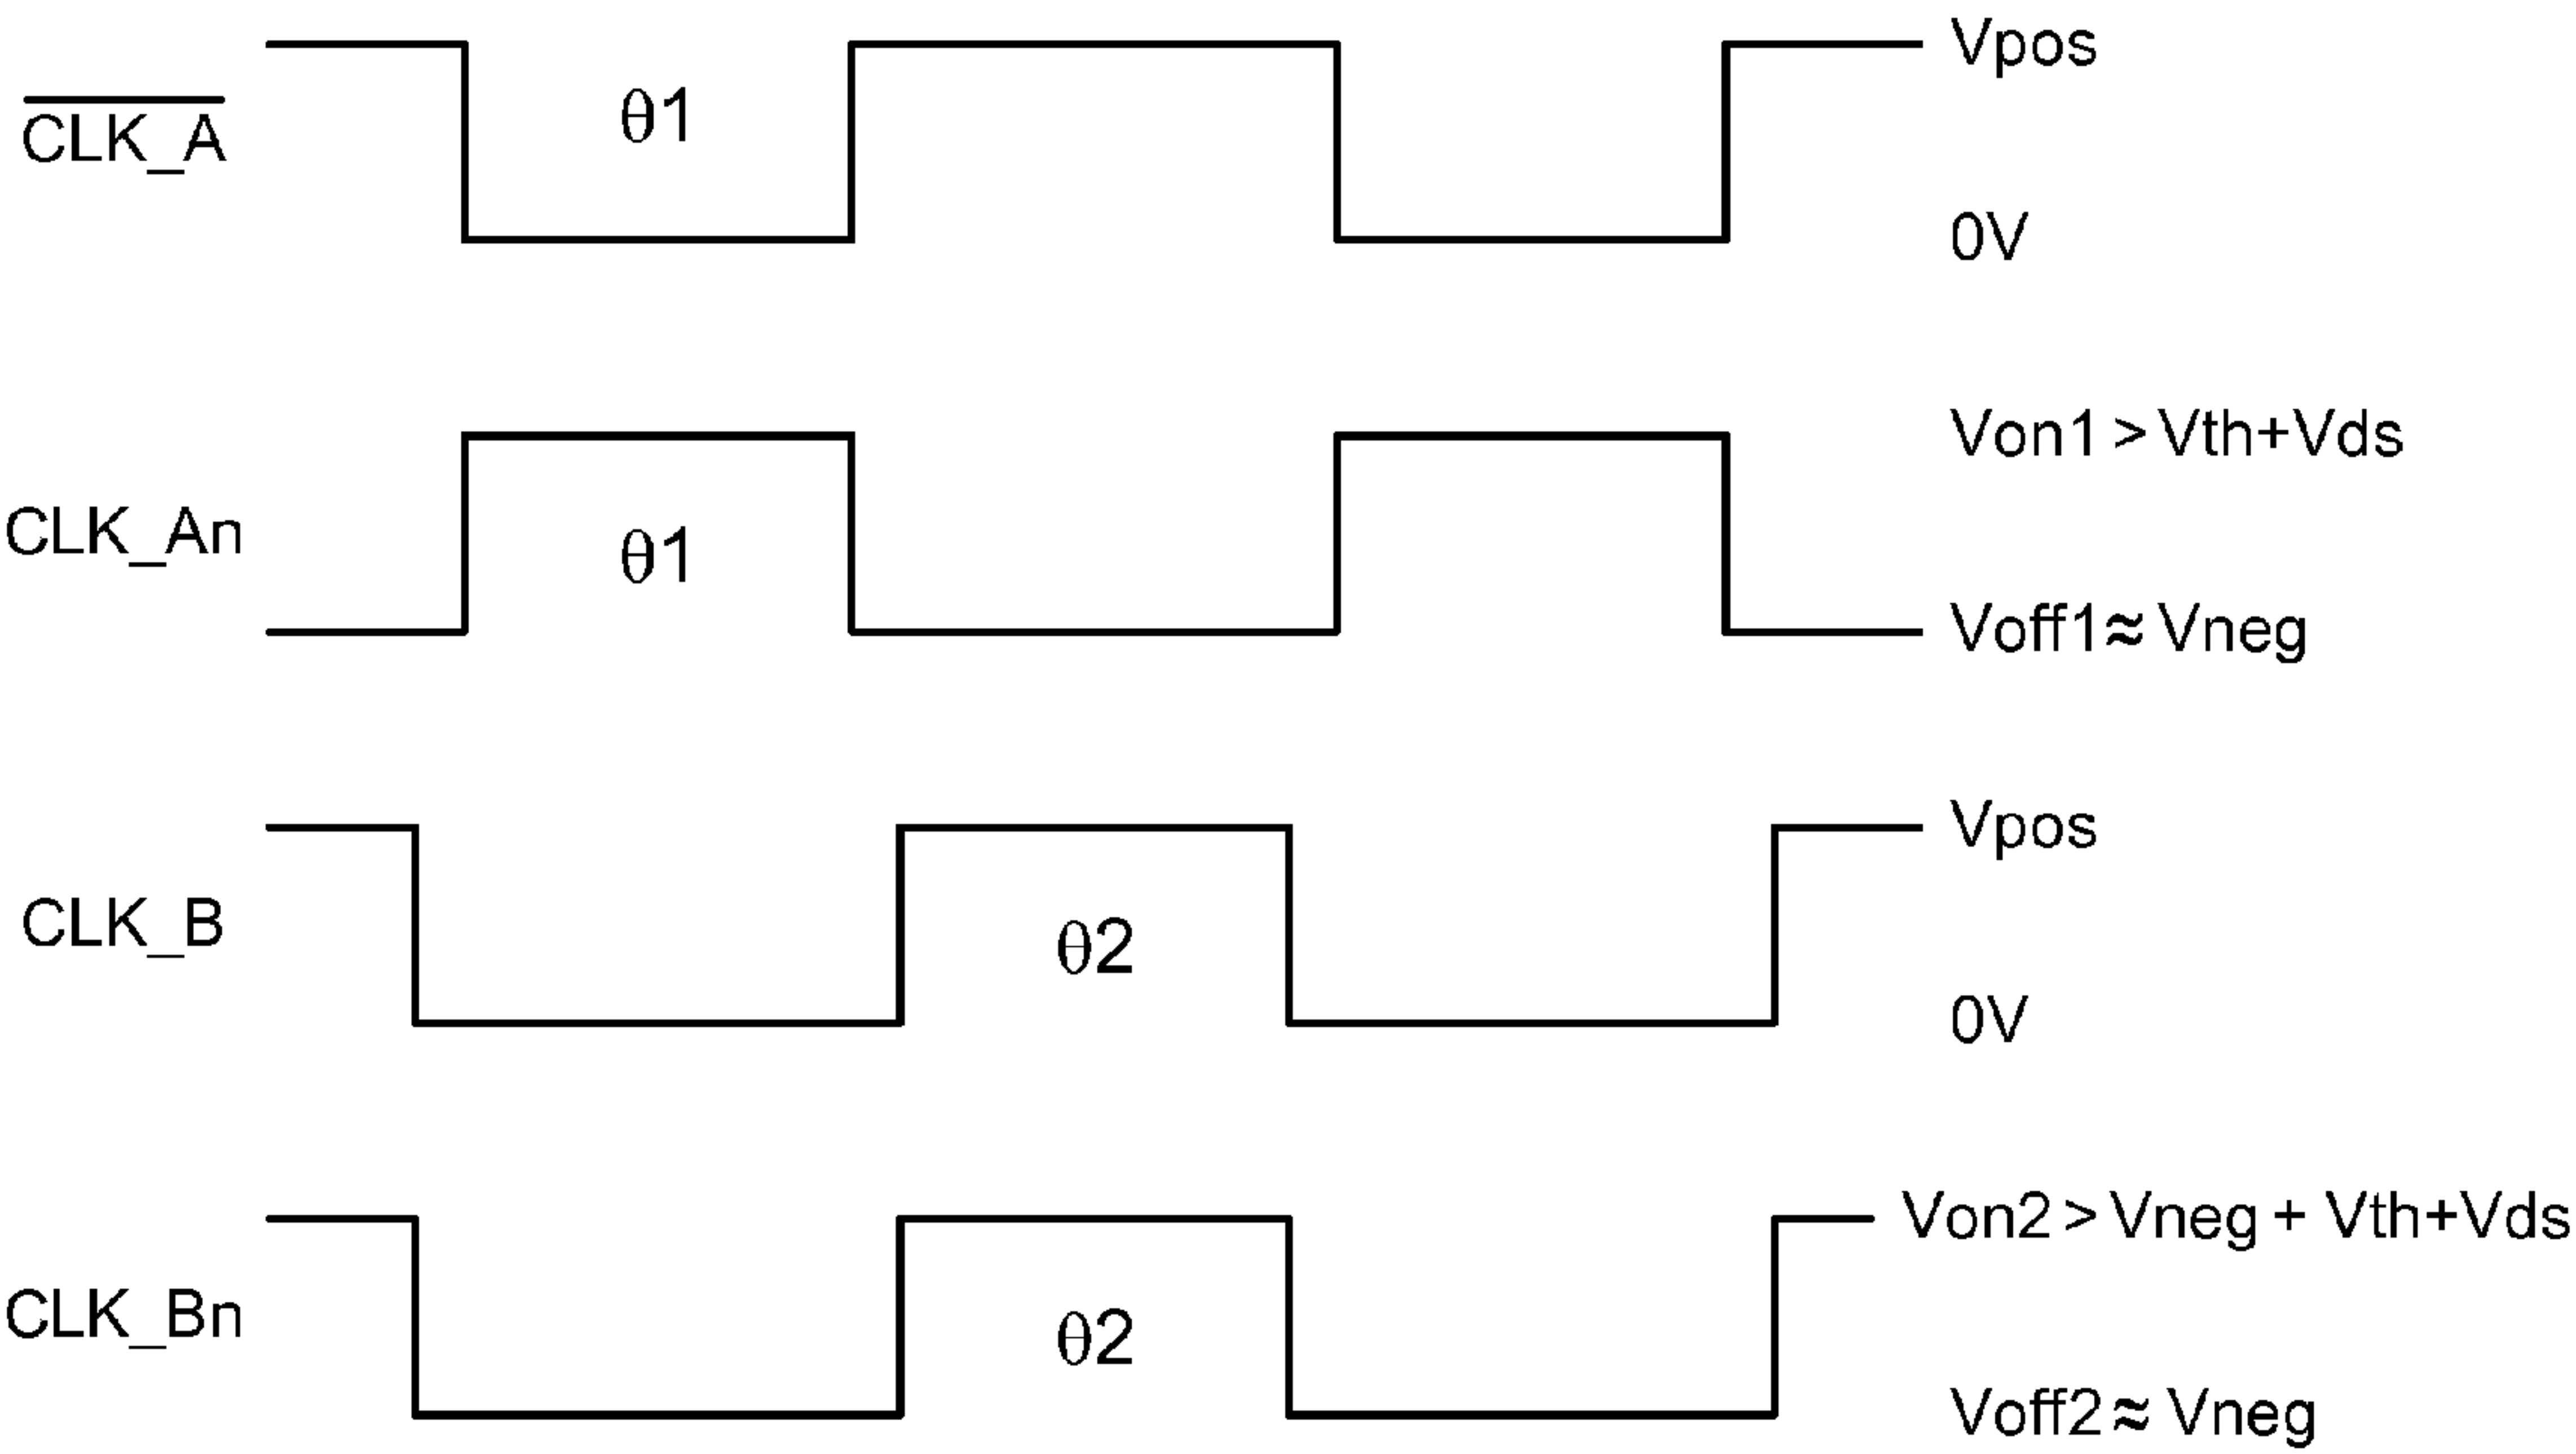 Vpos
CLK_A
θ1
0V
Von1 > Vth+Vds
CLK_An
θ1
Voff1≈ Vneg
Vpos
CLK_B
θ2
0V
Von2 > Vneg + Vth+Vds
CLK_Bn
θ2
Voff2≈ Vneg